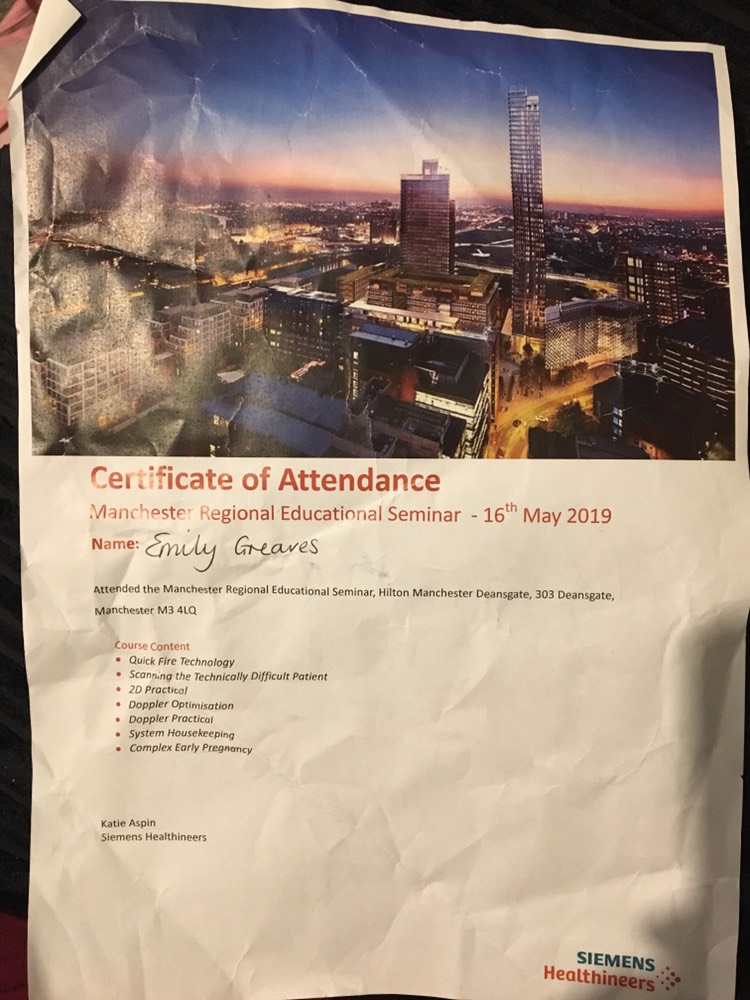 Certificate of Attendance
Manchester Regional Educational Seminar - 16th May 2019
Name: Emily Greaves
Attended the Manchester Regional Educational Seminar, Hilton Manchester Deansgate, 303 Deansgate,
Manchester M3 4LQ
Course Content
• Quick Fire Technology
• Scanning the Technically Difficult Patient
• 2D Practical
• Doppler Optimisation
• Doppler Practical
• System Housekeeping
• Complex Early Pregnancy
Katie Aspin
Siemens Healthineers
SIEMENS
Healthineers